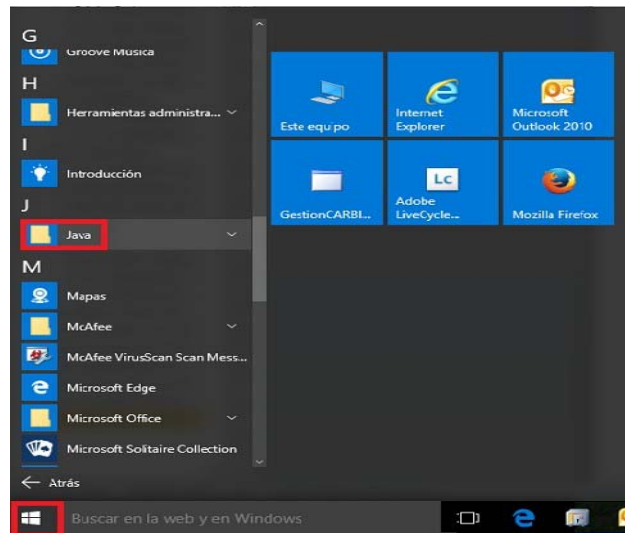 G
Groove Música
H
Herramientas administra...
I
Introducción
J
Java
M
Mapas
McAfee
McAfee VirusScan Scan Mess...
Microsoft Edge
Microsoft Office
Microsoft Solitaire Collection
Atrás
Este equipo
Internet
Explorer
Microsoft
Outlook 2010
GestionCARBI...
Lc
Adobe
LiveCycle...
Mozilla Firefox
Buscar en la web y en Windows